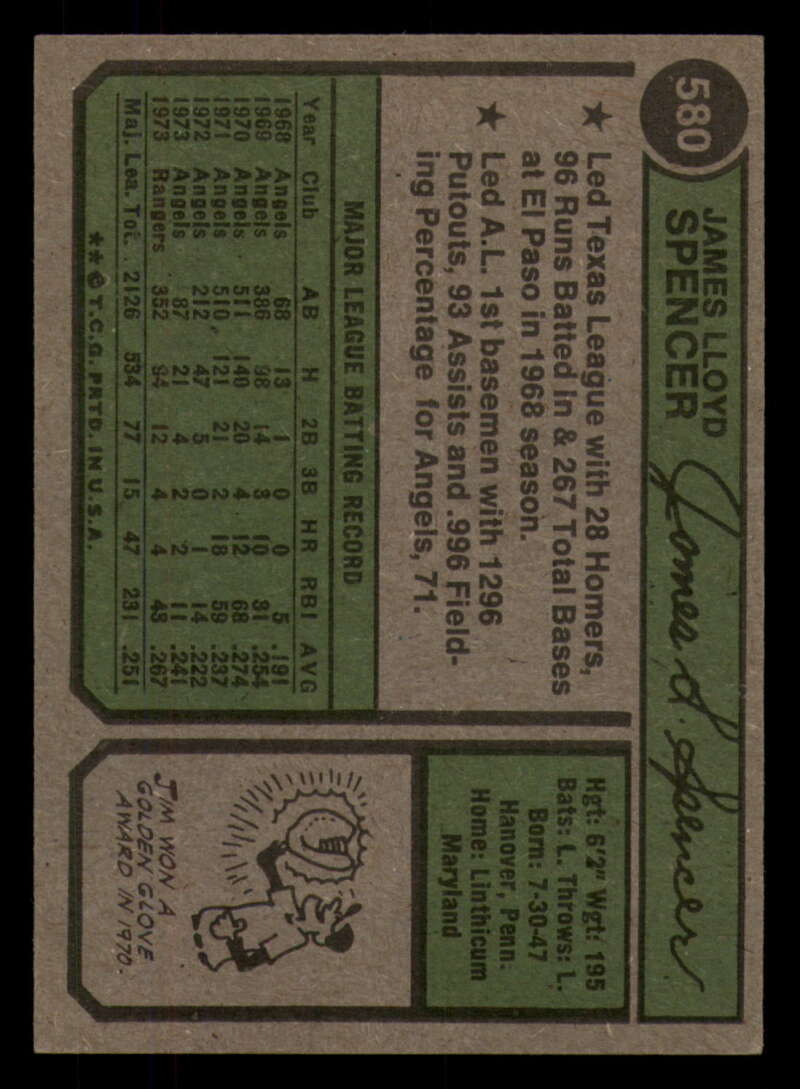 580
JAMES LLOYD
SPENCER
James L. Spencer
★ Led Texas League with 28 Homers,
96 Runs Batted In & 267 Total Bases
at El Paso in 1968 season.
★ Led A.L. 1st basemen with 1296
Putouts, 93 Assists and .996 Field-
ing Percentage for Angels, 71.
MAJOR LEAGUE BATTING RECORD
Year Club AB H 2B 3B HR RBI AVG
1968 Angels 68 13 1 0 0 5 .191
1969 Angels 386 98 14 3 10 31 .254
1970 Angels 511 140 20 4 12 68 .274
1971 Angels 510 121 21 2 18 59 .237
1972 Angels 212 47 5 0 1 14 .222
1973 Angels 87 21 4 2 2 11 .241
1973 Rangers 352 94 12 4 4 43 .267
Maj. Lea. Tot. 2126 534 77 15 47 231 .251
**© T.C.G. PRTD. IN U.S.A.
Hgt: 6'2" Wgt: 195
Bats: L. Throws: L.
Born: 7-30-47
Hanover, Penn.
Home: Linthicum
Maryland
JIM WON A
GOLDEN GLOVE
AWARD IN 1970.